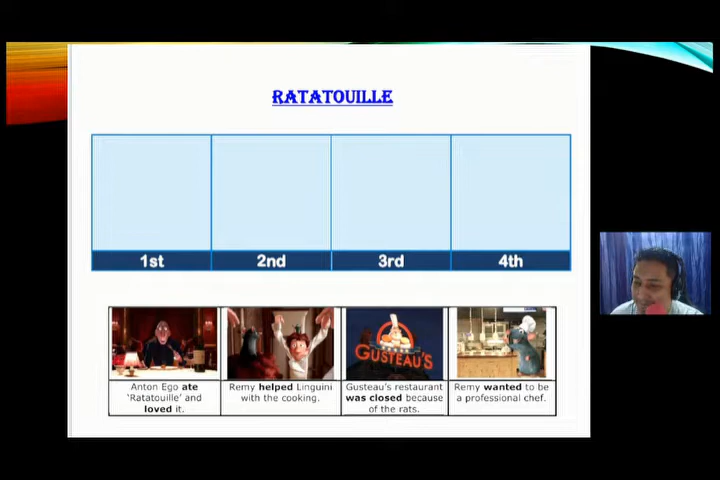 RATATOUILLE
1st 2nd 3rd 4th
GUSTEAU'S
Anton Ego ate
'Ratatouille' and
loved it.
Remy helped Linguini
with the cooking.
Gusteau's restaurant
was closed because
of the rats.
Remy wanted to be
a professional chef.